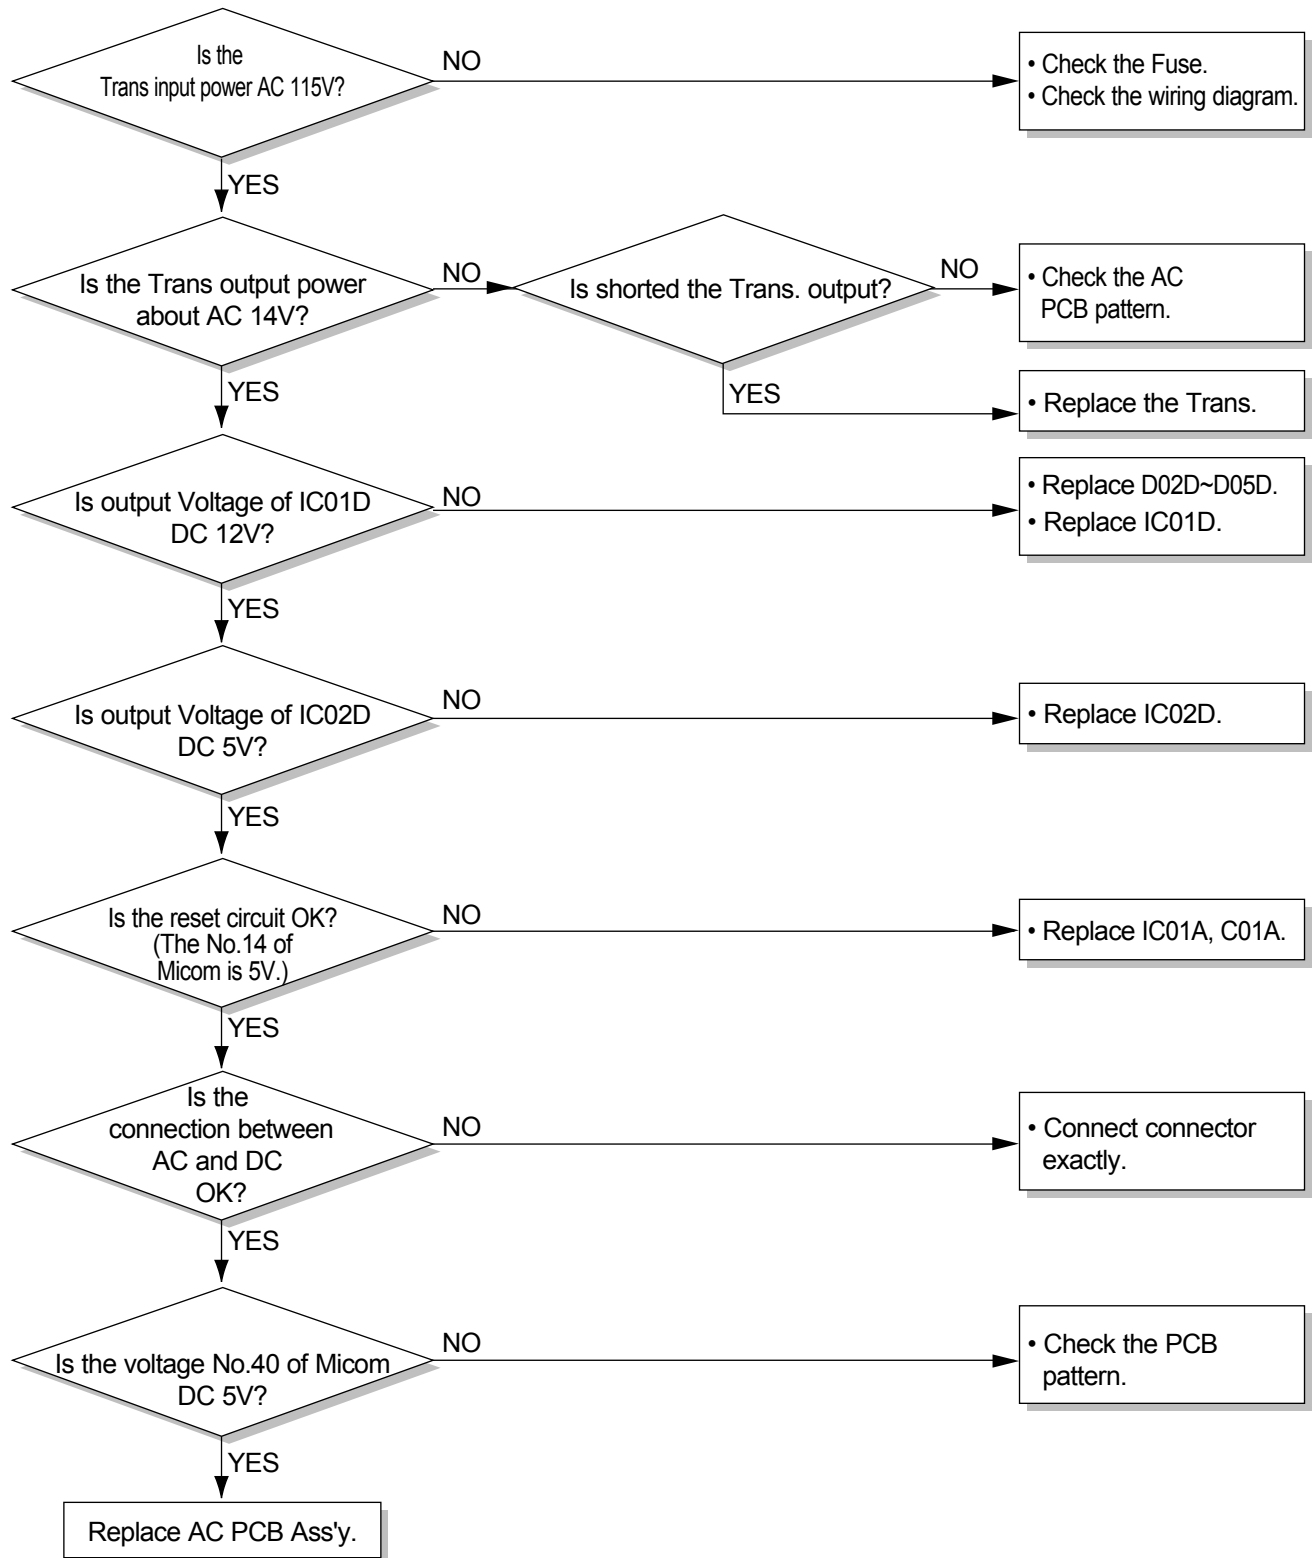 Is the
Trans input power AC 115V?
NO
• Check the Fuse.
• Check the wiring diagram.
YES
Is the Trans output power
about AC 14V?
NO
Is shorted the Trans. output?
NO
• Check the AC
PCB pattern.
YES
• Replace the Trans.
YES
Is output Voltage of IC01D
DC 12V?
NO
• Replace D02D~D05D.
• Replace IC01D.
YES
Is output Voltage of IC02D
DC 5V?
NO
• Replace IC02D.
YES
Is the reset circuit OK?
(The No.14 of
Micom is 5V.)
NO
• Replace IC01A, C01A.
YES
Is the
connection between
AC and DC
OK?
NO
• Connect connector
exactly.
YES
Is the voltage No.40 of Micom
DC 5V?
NO
• Check the PCB
pattern.
YES
Replace AC PCB Ass'y.